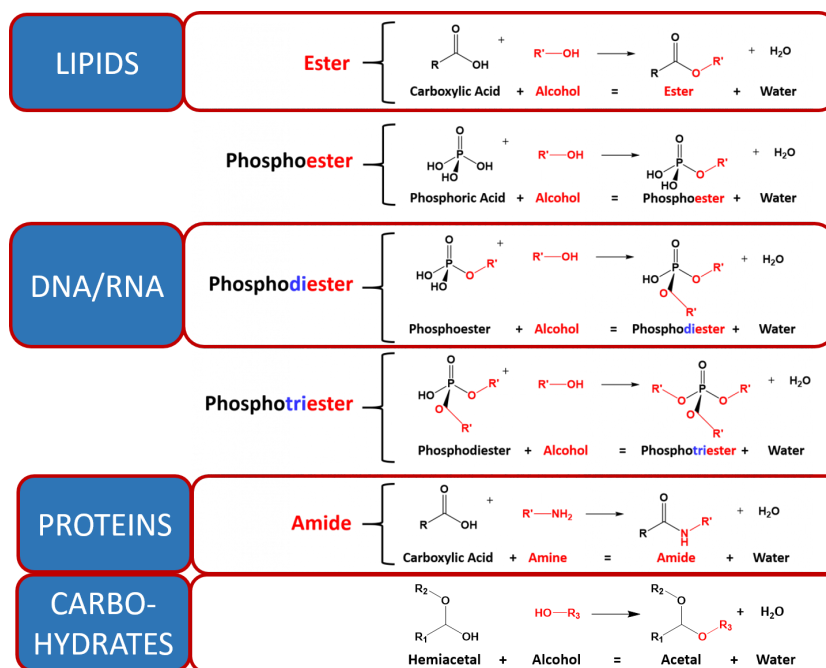 LIPIDS
Ester
R
O
OH
+
R'—OH
R
O
O
R'
+ H₂O
Carboxylic Acid + Alcohol = Ester + Water
Phosphoester
O
P
HO
HO
OH
+
R'—OH
O
P
HO
HO
O
R'
+ H₂O
Phosphoric Acid + Alcohol = Phosphoester + Water
DNA/RNA
Phosphodiester
O
P
HO
HO
O
R'
+
R'—OH
O
P
HO
O
R'
O
R'
+ H₂O
Phosphoester + Alcohol = Phosphodiester + Water
Phosphotriester
O
P
HO
O
R'
O
R'
+
R'—OH
O
P
R'
O
O
R'
O
R'
+ H₂O
Phosphodiester + Alcohol = Phosphotriester + Water
PROTEINS
Amide
R
O
OH
+
R'—NH₂
R
O
N
H
R'
+ H₂O
Carboxylic Acid + Amine = Amide + Water
CARBO-
HYDRATES
R₂
O
R₁
OH
HO—R₃
R₂
O
R₁
O
R₃
+ H₂O
Hemiacetal + Alcohol = Acetal + Water